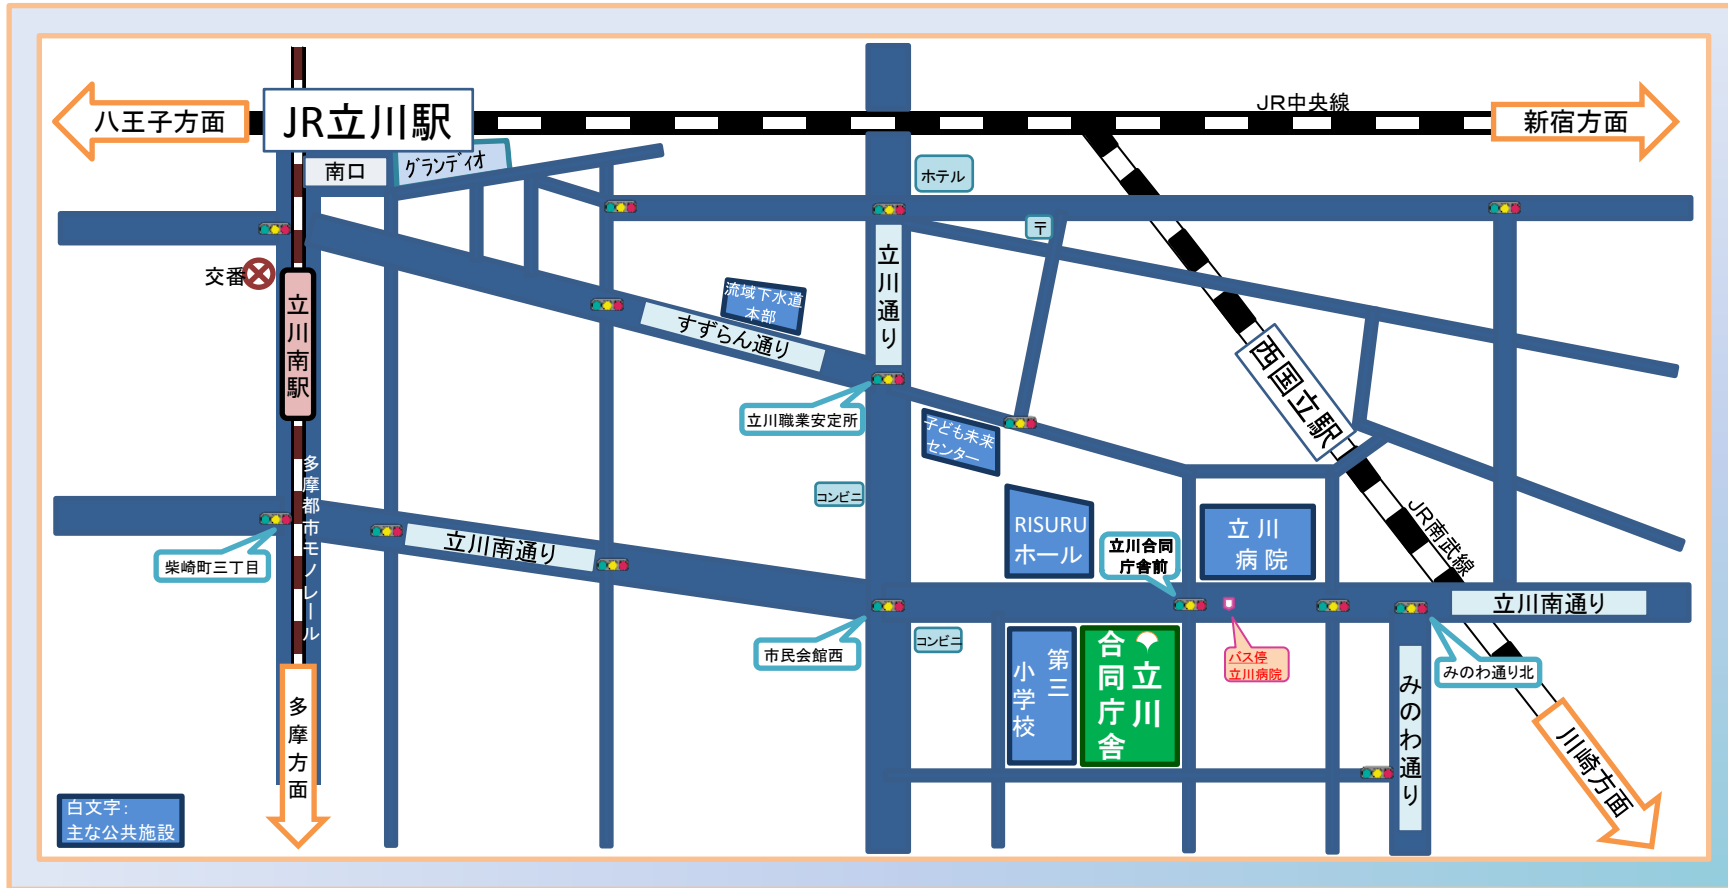 八王子方面
JR立川駅
JR中央線
新宿方面
南口
グランディオ
ホテル
〒
交番
立川南駅
流域下水道
本部
すずらん通り
立川通り
立川職業安定所
子ども未来
センター
西国立駅
コンビニ
多摩都市モノレール
柴崎町三丁目
立川南通り
RISURU
ホール
立川合同
庁舎前
立川
病院
JR南武線
立川南通り
市民会館西
コンビニ
第三
小学校
立川
合同庁舎
バス停
立川病院
みのわ通り北
みのわ通り
多摩方面
川崎方面
白文字:
主な公共施設